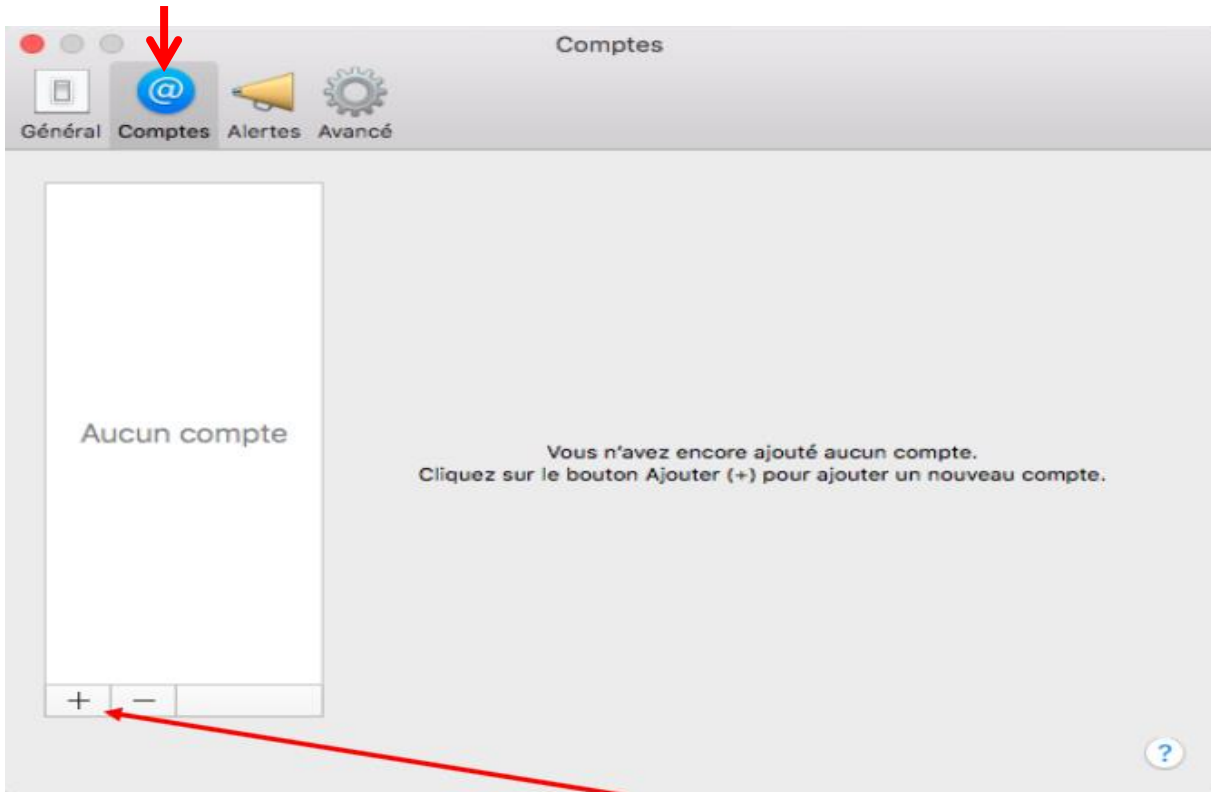 Comptes
@
Général Comptes Alertes Avancé
Aucun compte
Vous n'avez encore ajouté aucun compte.
Cliquez sur le bouton Ajouter (+) pour ajouter un nouveau compte.
+ −
?